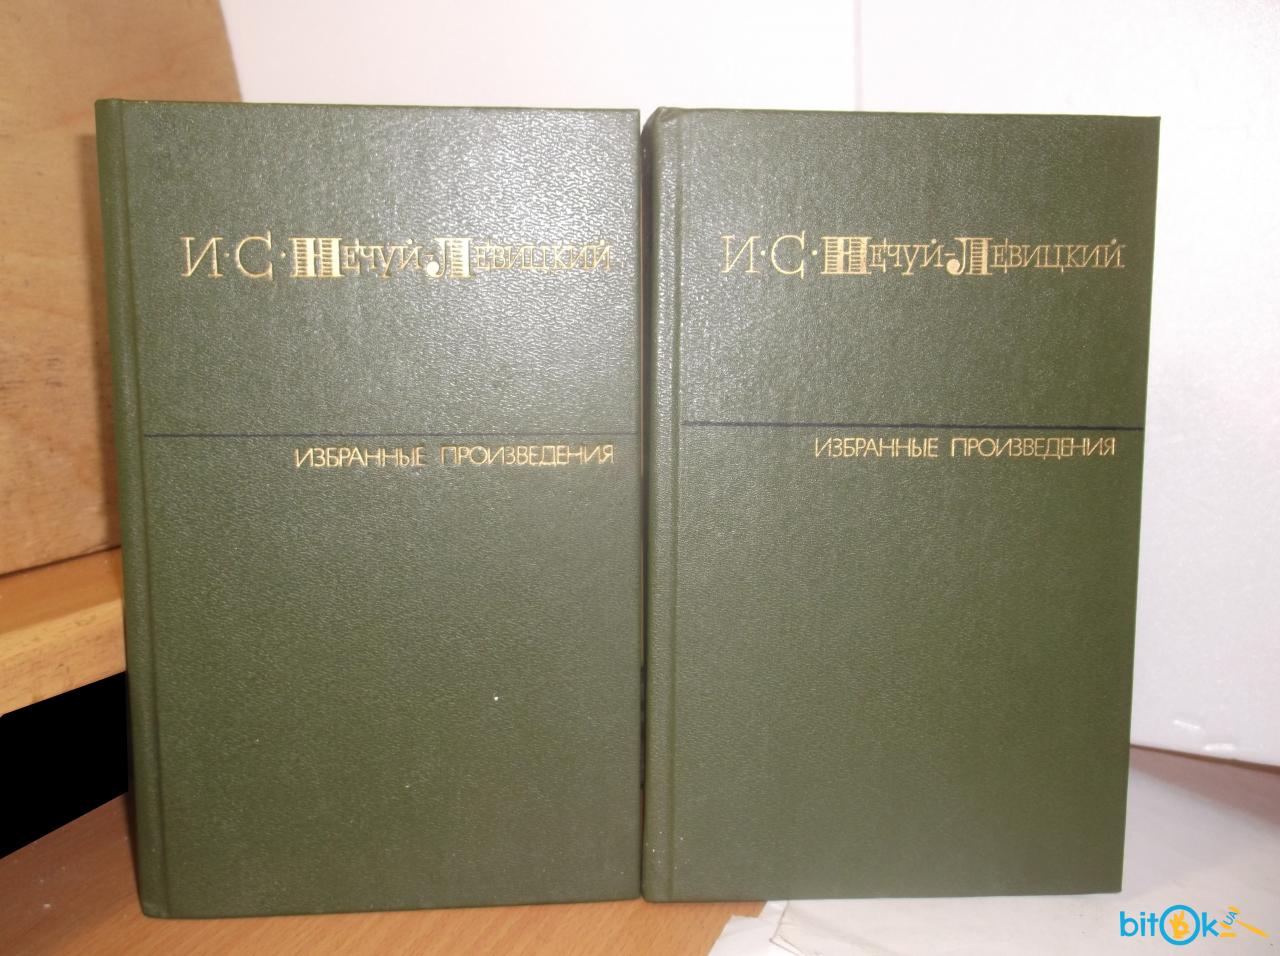 И·С·Нечуй-Левицкий
ИЗБРАННЫЕ ПРОИЗВЕДЕНИЯ
И·С·Нечуй-Левицкий
ИЗБРАННЫЕ ПРОИЗВЕДЕНИЯ
bitOk UA